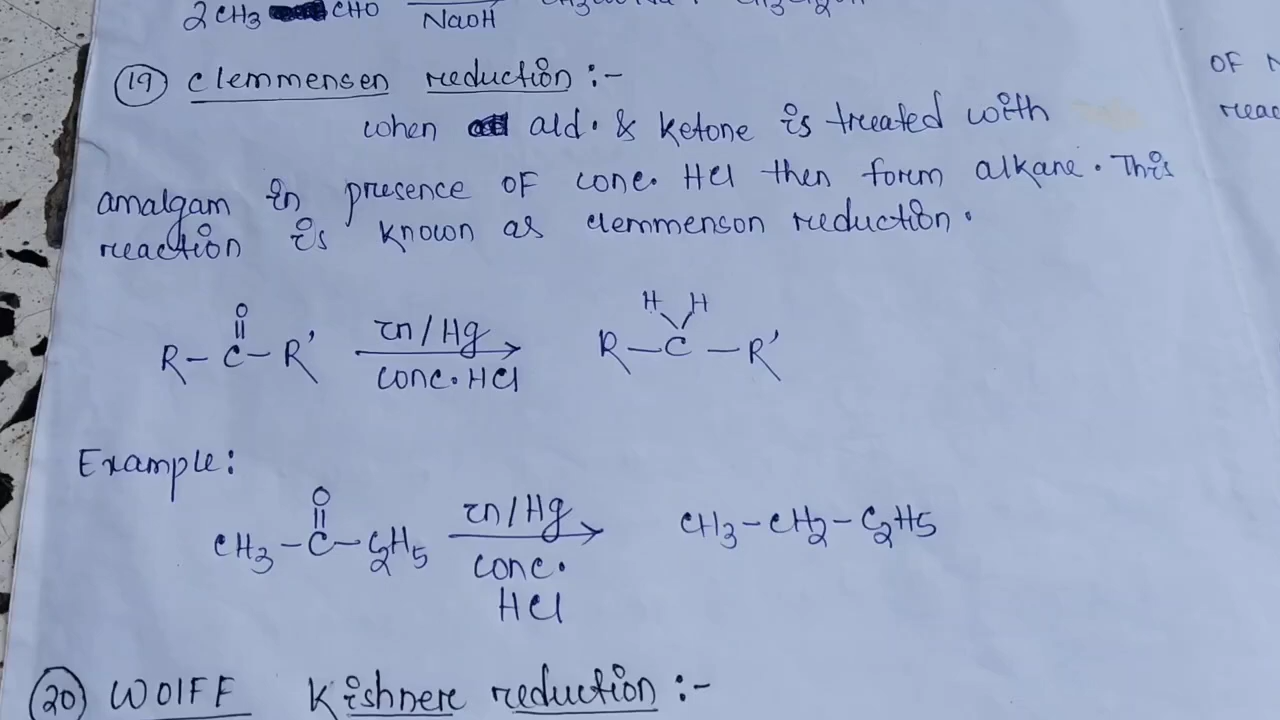 2CH3 CHO NaOH
(19) Clemmensen reduction :-
when ald. & ketone is treated with
amalgam in presence of conc. HCl then form alkane. This
reaction is known as clemmenson reduction.
O
||
R-C-R' Zn/Hg conc.HCl
H H
R-C-R'
Example:
O
||
CH3-C-C2H5 Zn/Hg conc. HCl CH3-CH2-C2H5
(20) WOlFF Kishner reduction :-
OF
reac